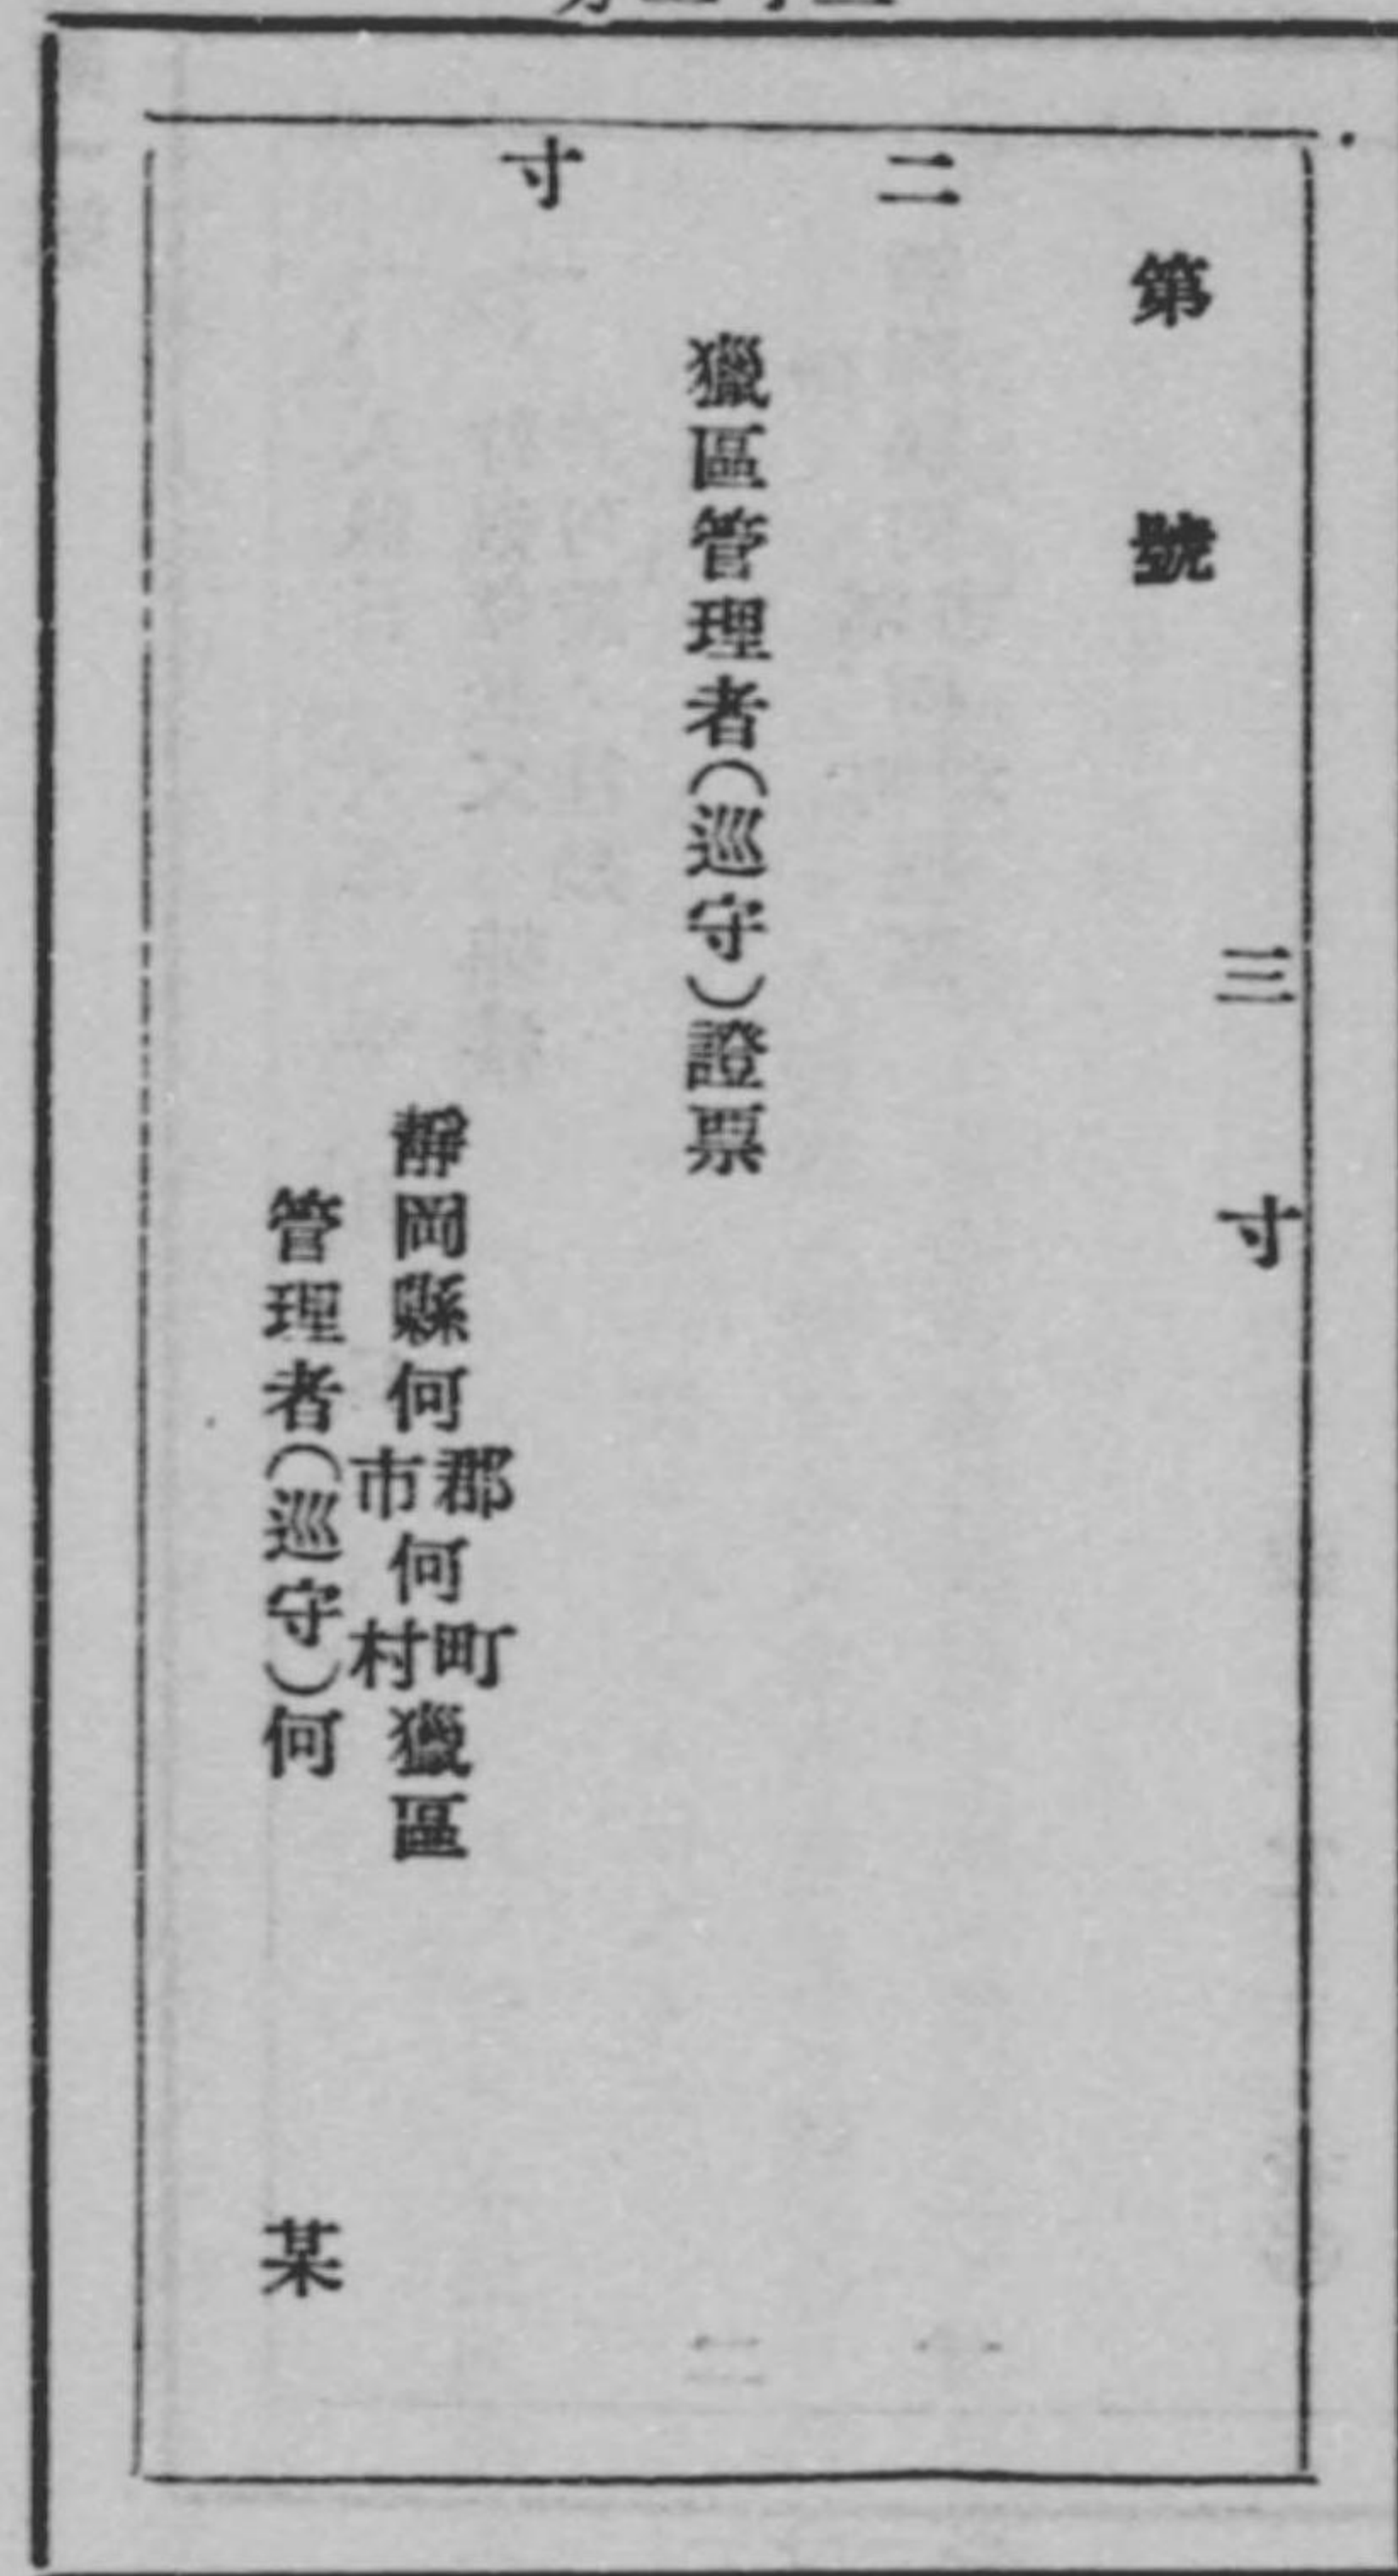 三寸
第號
二寸
獵區管理者(巡守)證票
靜岡縣何郡市何町村獵區
管理者(巡守)何某